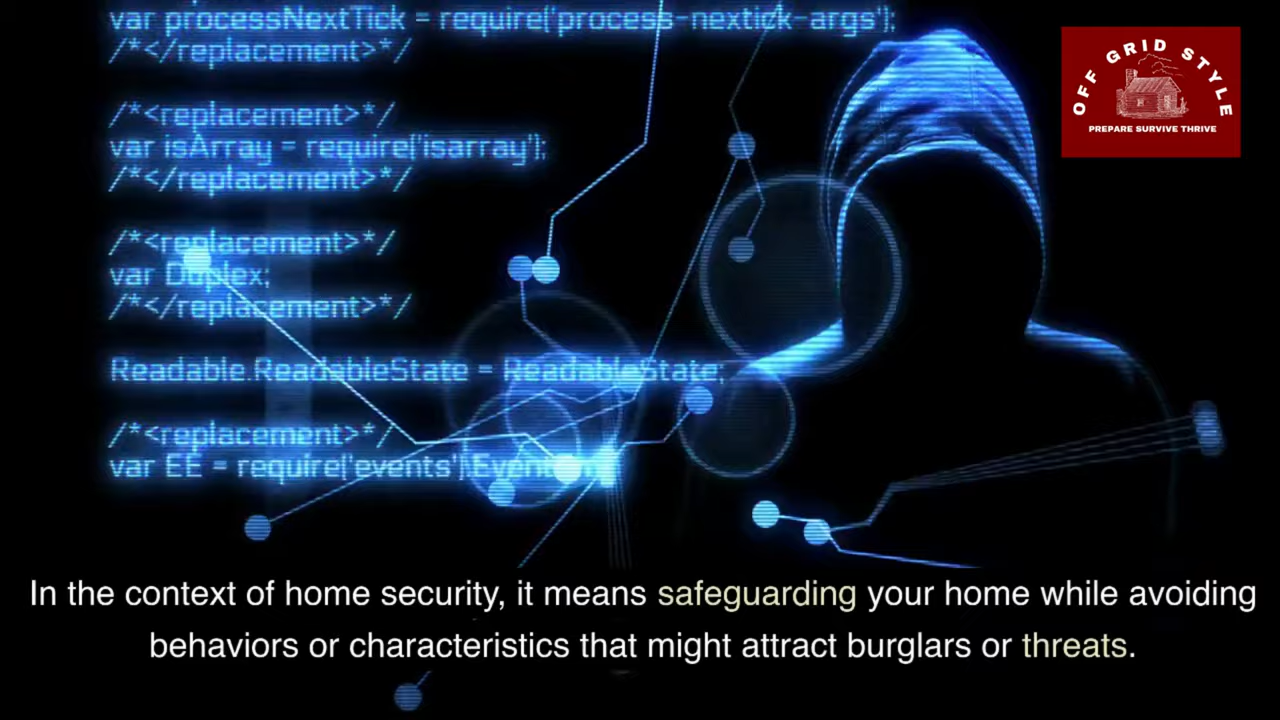 var processNextTick = require('process-nextick-args');
/*</replacement>*/
/*<replacement>*/
var isArray = require('isarray');
/*</replacement>*/
/*<replacement>*/
var Duplex;
/*</replacement>*/
Readable.ReadableState = ReadableState;
/*<replacement>*/
var EE = require('events')
OFF GRID STYLE
PREPARE SURVIVE THRIVE
In the context of home security, it means safeguarding your home while avoiding
behaviors or characteristics that might attract burglars or threats.